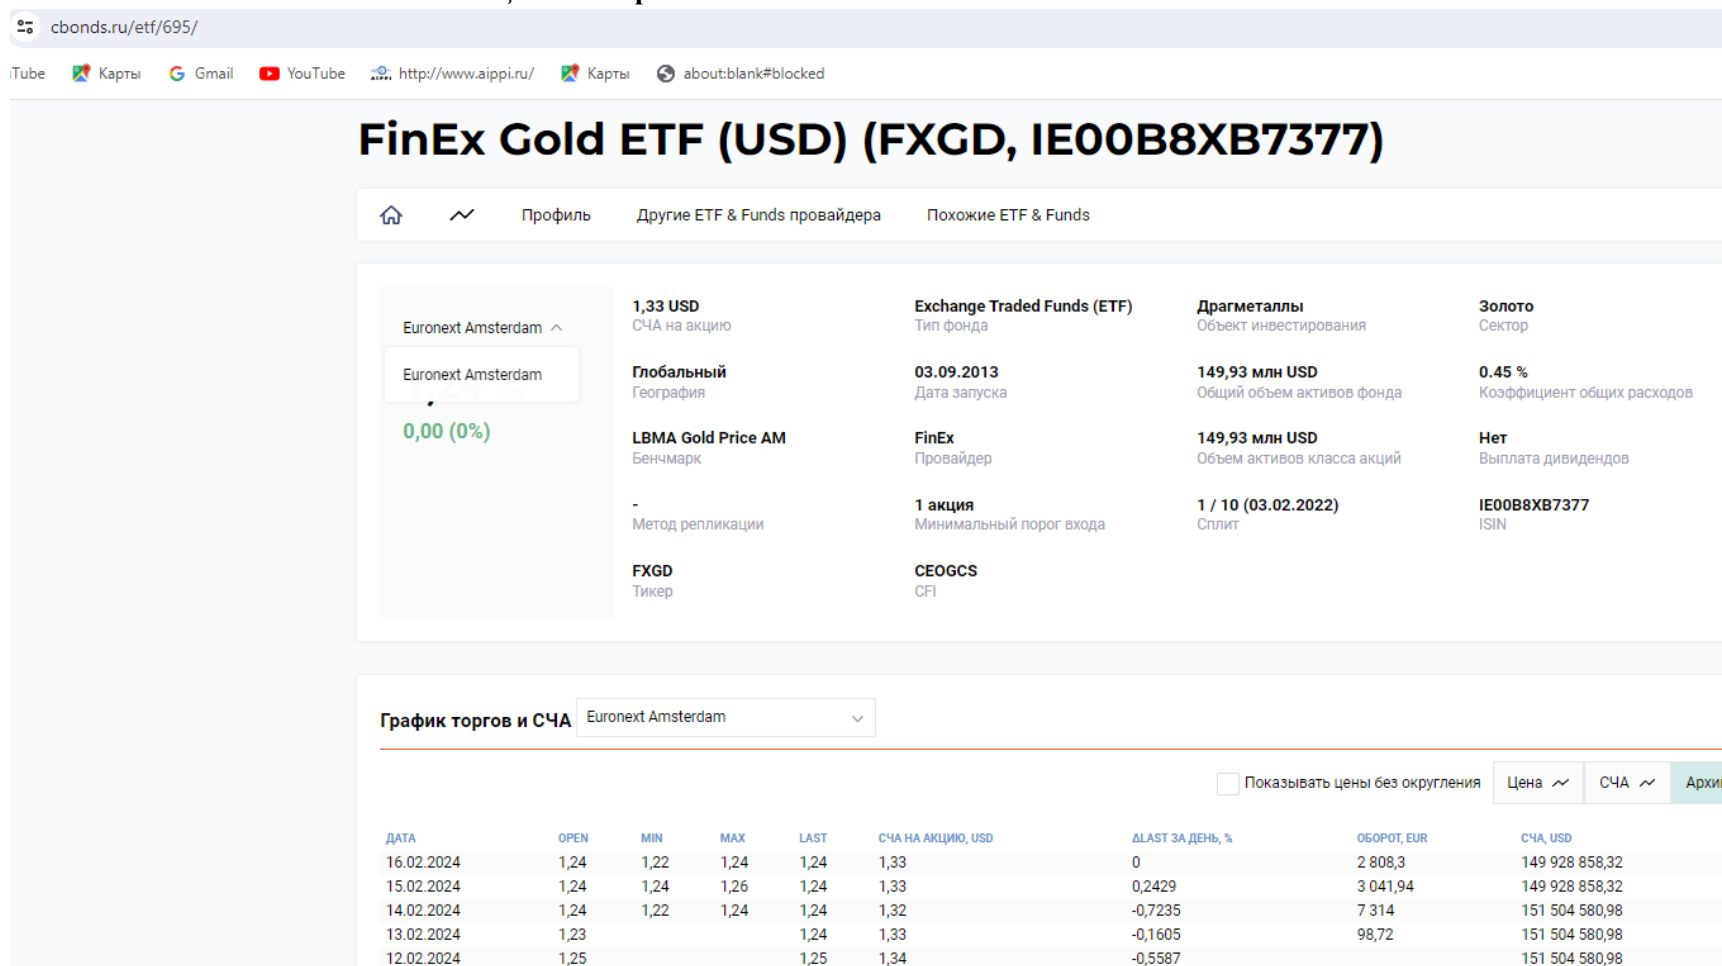 cbonds.ru/etf/695/
Tube Карты Gmail YouTube http://www.aippi.ru/ Карты about:blank#blocked
FinEx Gold ETF (USD) (FXGD, IE00B8XB7377)
Профиль Другие ETF & Funds провайдера Похожие ETF & Funds
Euronext Amsterdam
Euronext Amsterdam
0,00 (0%)
1,33 USD Exchange Traded Funds (ETF) Драгметаллы Золото
СЧА на акцию Тип фонда Объект инвестирования Сектор
Глобальный 03.09.2013 149,93 млн USD 0.45 %
География Дата запуска Общий объем активов фонда Коэффициент общих расходов
LBMA Gold Price AM FinEx 149,93 млн USD Нет
Бенчмарк Провайдер Объем активов класса акций Выплата дивидендов
- 1 акция 1 / 10 (03.02.2022) IE00B8XB7377
Метод репликации Минимальный порог входа Сплит ISIN
FXGD CEOGCS
Тикер CFI
График торгов и СЧА Euronext Amsterdam
Показывать цены без округления Цена СЧА Архи
ДАТА OPEN MIN MAX LAST СЧА НА АКЦИЮ, USD ΔLAST ЗА ДЕНЬ, % ОБОРОТ, EUR СЧА, USD
16.02.2024 1,24 1,22 1,24 1,24 1,33 0 2 808,3 149 928 858,32
15.02.2024 1,24 1,24 1,26 1,24 1,33 0,2429 3 041,94 149 928 858,32
14.02.2024 1,24 1,22 1,24 1,24 1,32 -0,7235 7 314 151 504 580,98
13.02.2024 1,23 1,24 1,33 -0,1605 98,72 151 504 580,98
12.02.2024 1,25 1,25 1,34 -0,5587 151 504 580,98